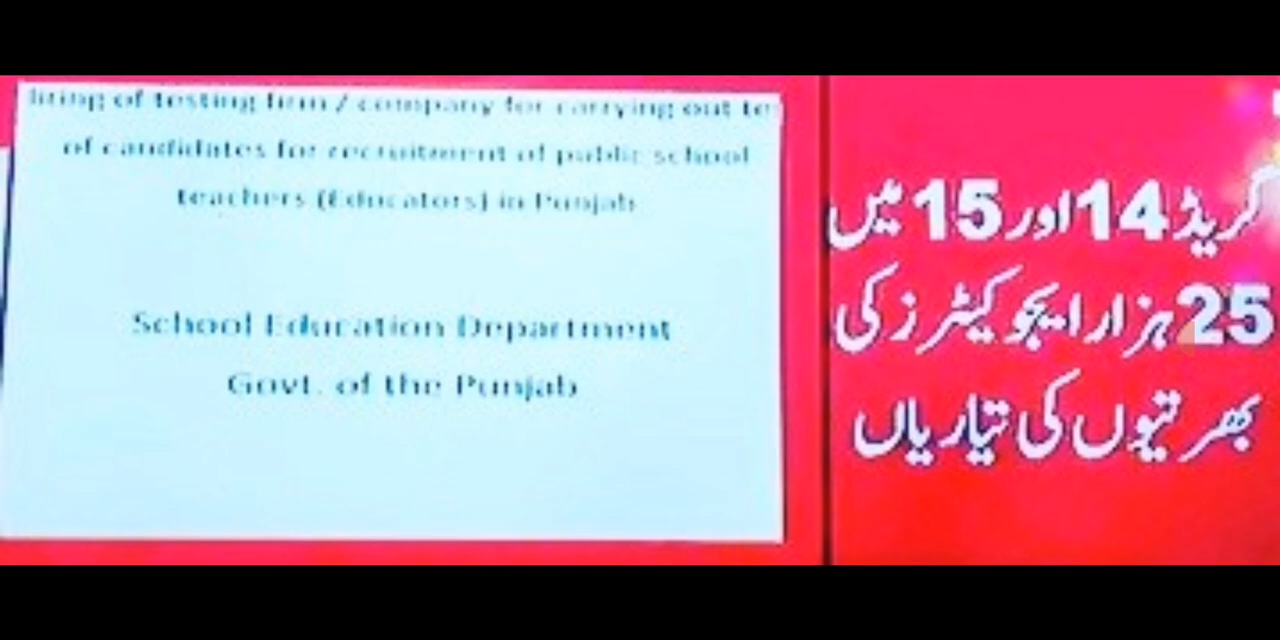 of testing firm / company for carrying out
of candidates for recruitment of public school
teachers (Educators) in Punjab
School Education Department
Govt. of the Punjab
گریڈ 14 اور 15 میں
25 ہزار ایجوکیٹرز کی
بھرتیوں کی تیاریاں